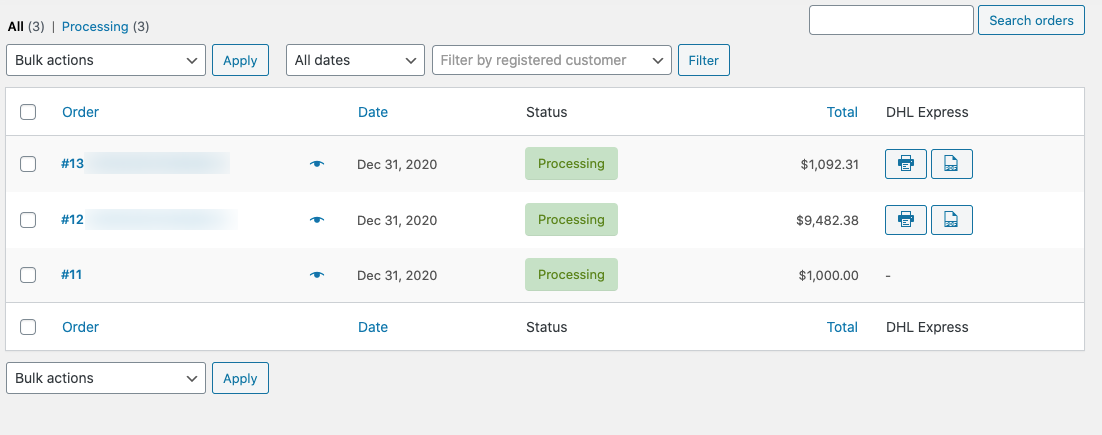 All (3) | Processing (3)
Search orders
Bulk actions Apply All dates Filter by registered customer Filter
Order Date Status Total DHL Express
#13 Dec 31, 2020 Processing $1,092.31
#12 Dec 31, 2020 Processing $9,482.38
#11 Dec 31, 2020 Processing $1,000.00 -
Order Date Status Total DHL Express
Bulk actions Apply